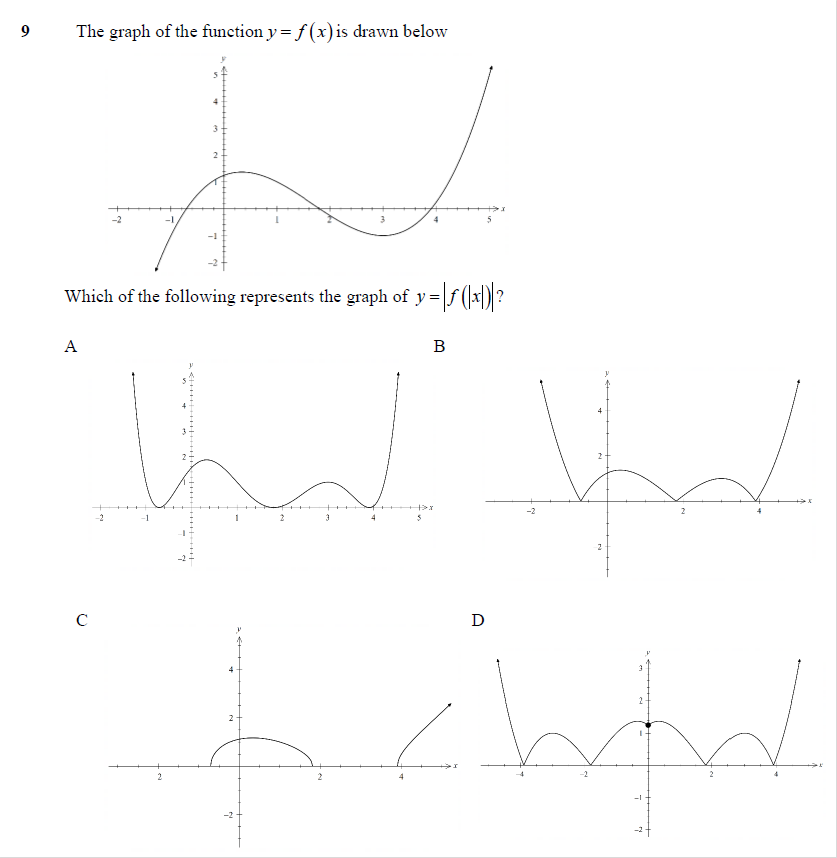 9 The graph of the function y = f(x) is drawn below
y
5
4
3
2
1
-2 -1 1 2 3 4 5 x
-1
-2
Which of the following represents the graph of y = |f(|x|)|?
A B
y
5
4
3
2
1
-2 -1 1 2 3 4 5 x
-1
-2
y
4
2
-2 2 4 x
2
C D
y
4
2
2 2 4 x
-2
y
3
2
1
-4 -2 2 4 x
-1
-2